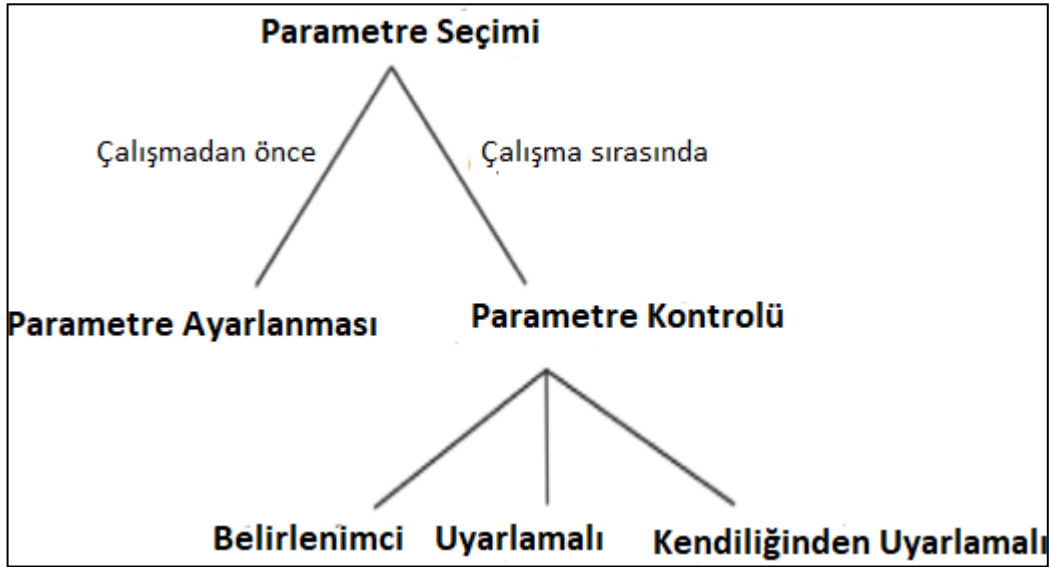 Parametre Seçimi
Çalışmadan önce
Çalışma sırasında
Parametre Ayarlanması
Parametre Kontrolü
Belirlenimci
Uyarlamalı
Kendiliğinden Uyarlamalı